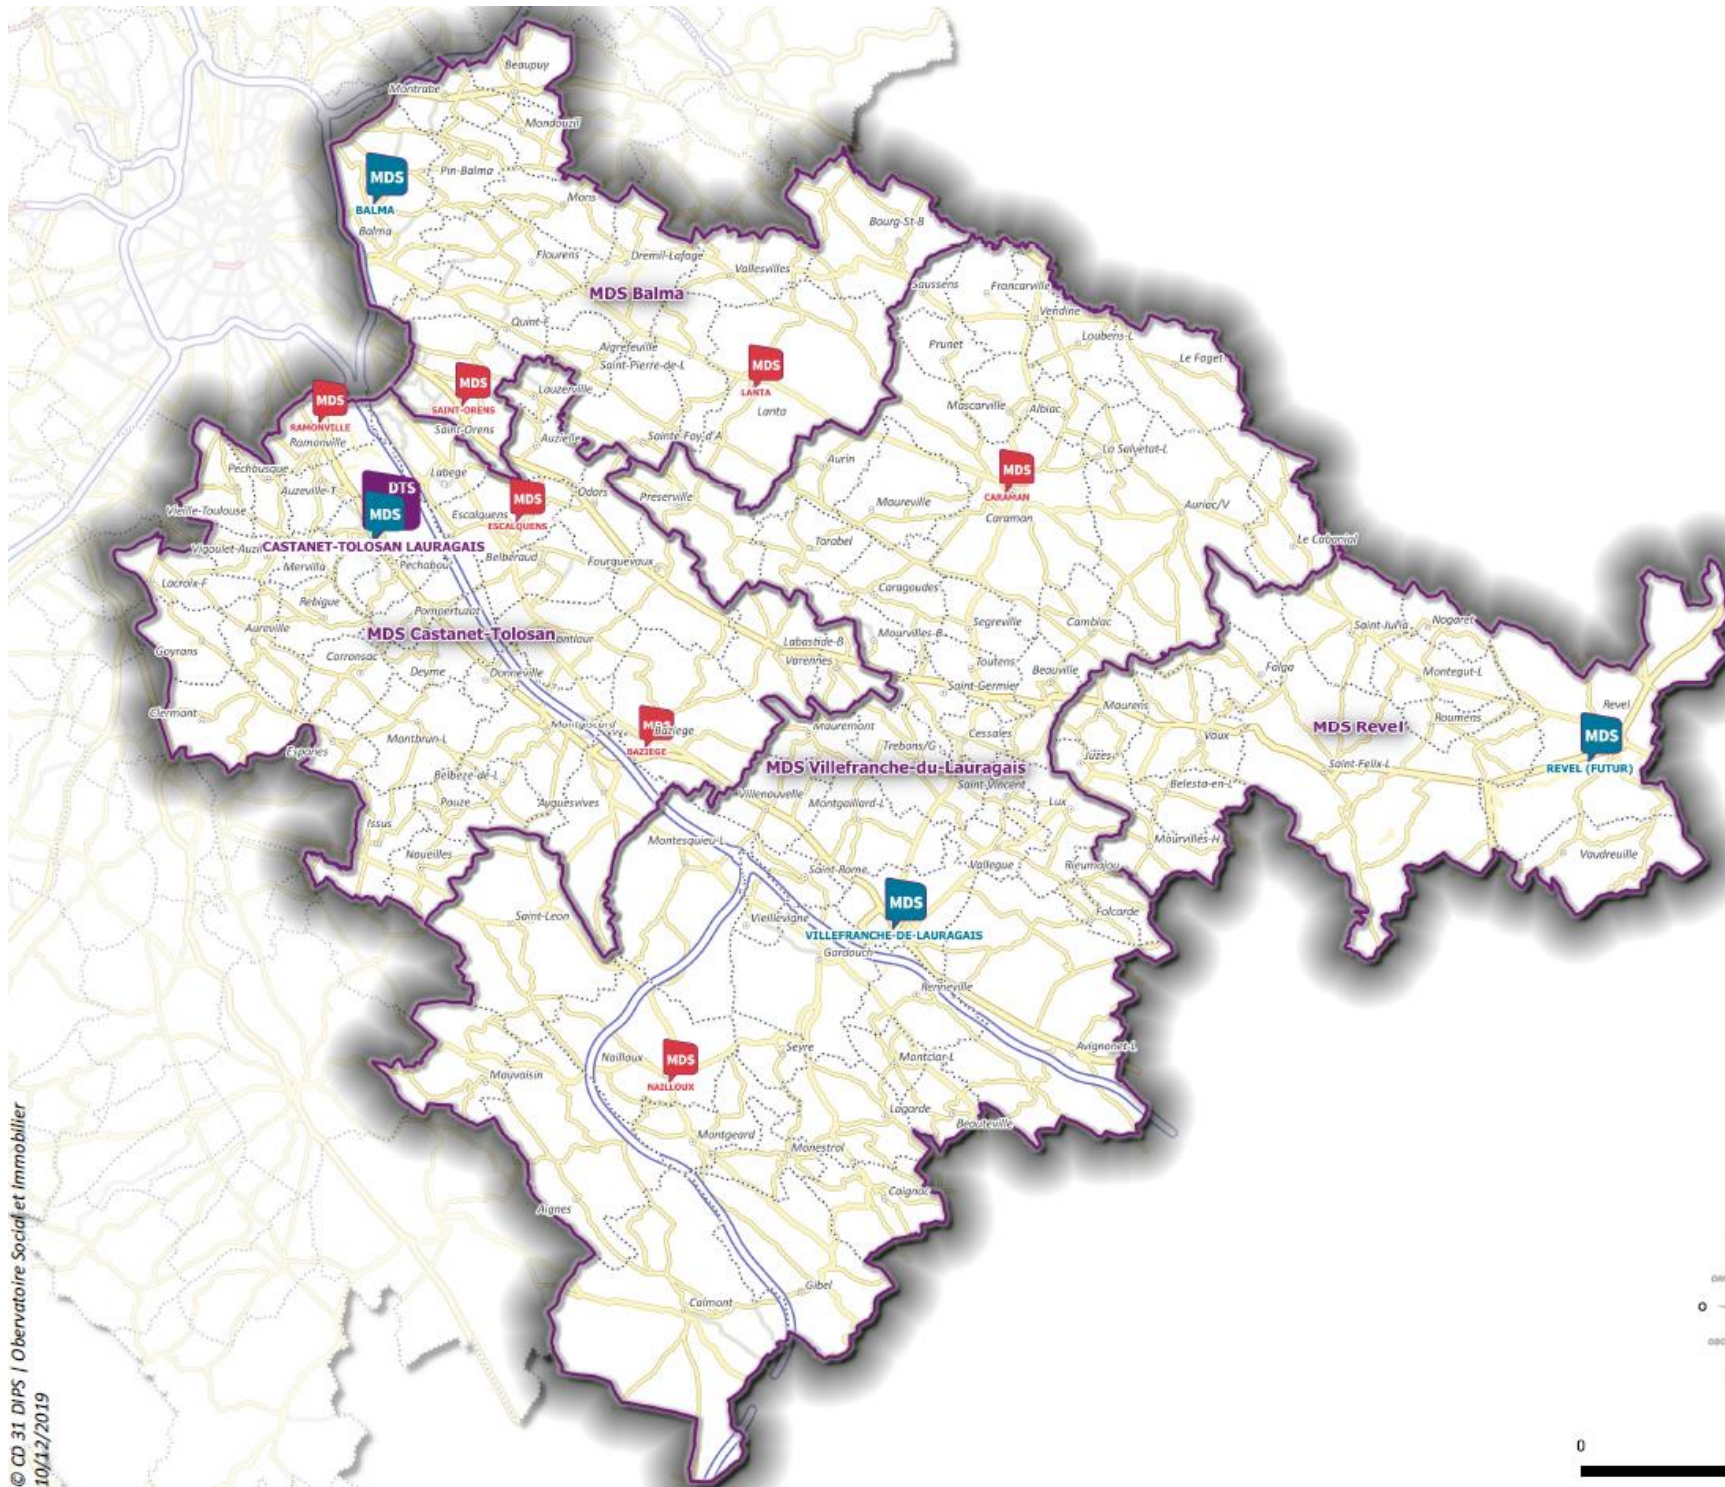 Beaupuy
Montrabe
Mondouzil
MDS
BALMA
Pin-Balma
Mons
Balma
Bourg-St-B
Flourens
Dremil-Lafage
Vallesvilles
MDS Balma
Saussens
Francarville
Vendine
Quint-F
Loubens-L
Prunet
Aigrefeuille
Saint-Pierre-de-L
Le Faget
MDS
LANTA
MDS
SAINT-ORENS
MDS
RAMONVILLE
Lauzerville
Lanta
Mascarville
Albiac
Saint-Orens
Auzielle
Sainte-Foy-d'A
Ramonville
La Salvetat-L
Pechbusque
Labege
Aurin
MDS
CARAMAN
Auzeville-T
DTS
MDS
MDS
ESCALQUENS
Odars
Preserville
Maureville
Auriac/V
Vieille-Toulouse
Escalquens
Caraman
Vigoulet-Auzil
CASTANET-TOLOSAN LAURAGAIS
Tarabel
Le Cabanial
Mervilla
Pechabou
Belberaud
Fourquevaux
Lacroix-F
Caragoudes
Rebigue
Pompertuzat
Aureville
MDS Castanet-Tolosan
Segreville
Cambiac
Saint-Julia
Nogaret
Labastide-B
Mourvilles-B
Goyrans
Corronsac
Deyme
Donneville
Varennes
Toutens
Beauville
Falga
Montegut-L
Saint-Germier
Clermont
Maurens
Revel
Montgiscard
MDS
Baziege
BAZIEGE
Mauremont
Cessales
Vaux
MDS Revel
Roumens
MDS
REVEL (FUTUR)
Espanes
Montbrun-L
Trebons/G
Juzes
MDS Villefranche-du-Lauragais
Saint-Felix-L
Belbeze-de-L
Saint-Vincent
Belesta-en-L
Pouze
Ayguesvives
Villenouvelle
Montgaillard-L
Lux
Issus
Montesquieu-L
Mourvilles-H
Noueilles
Saint-Rome
Vallegue
Rieumajou
Vaudreuille
MDS
VILLEFRANCHE-DE-LAURAGAIS
Saint-Leon
Vieillevigne
Folcarde
Gardouch
Renneville
Nailloux
MDS
NAILLOUX
Seyre
Montclar-L
Avignonet-L
Mauvaisin
Lagarde
Beauteville
Montgeard
Monestrol
Caignac
Aignes
Gibel
Calmont
© CD 31 DIPS | Obervatoire Social et Immobilier
10/12/2019
O
0